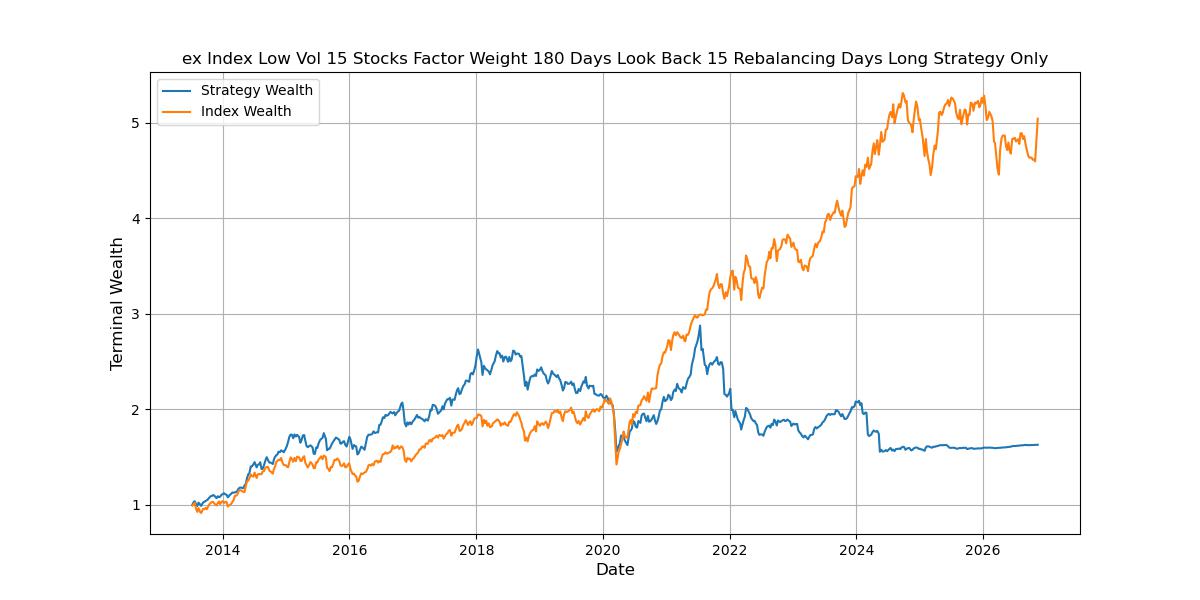 ex Index Low Vol 15 Stocks Factor Weight 180 Days Look Back 15 Rebalancing Days Long Strategy Only
Strategy Wealth
Index Wealth
Terminal Wealth
5
4
3
2
1
2014 2016 2018 2020 2022 2024 2026
Date